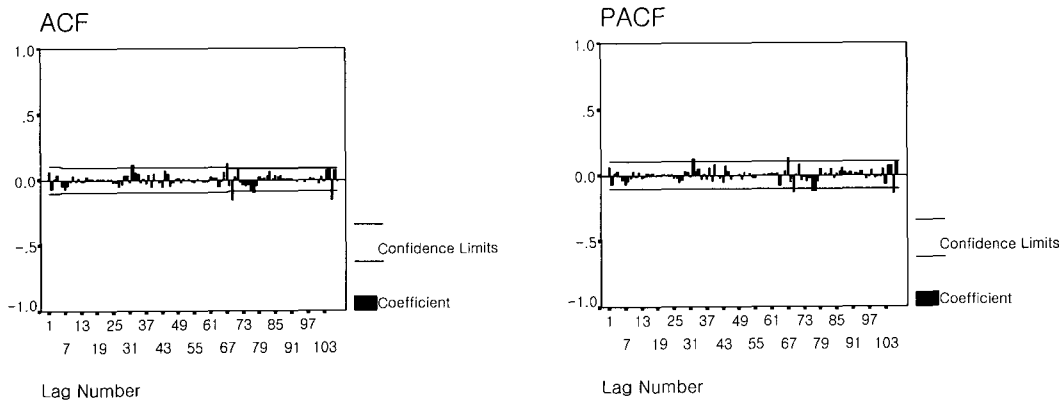 ACF
1.0
.5
0.0
-.5
-1.0
1 13 25 37 49 61 73 85 97
7 19 31 43 55 67 79 91 103
Lag Number
Confidence Limits
Coefficient
PACF
1.0
.5
0.0
-.5
-1.0
1 13 25 37 49 61 73 85 97
7 19 31 43 55 67 79 91 103
Lag Number
Confidence Limits
Coefficient